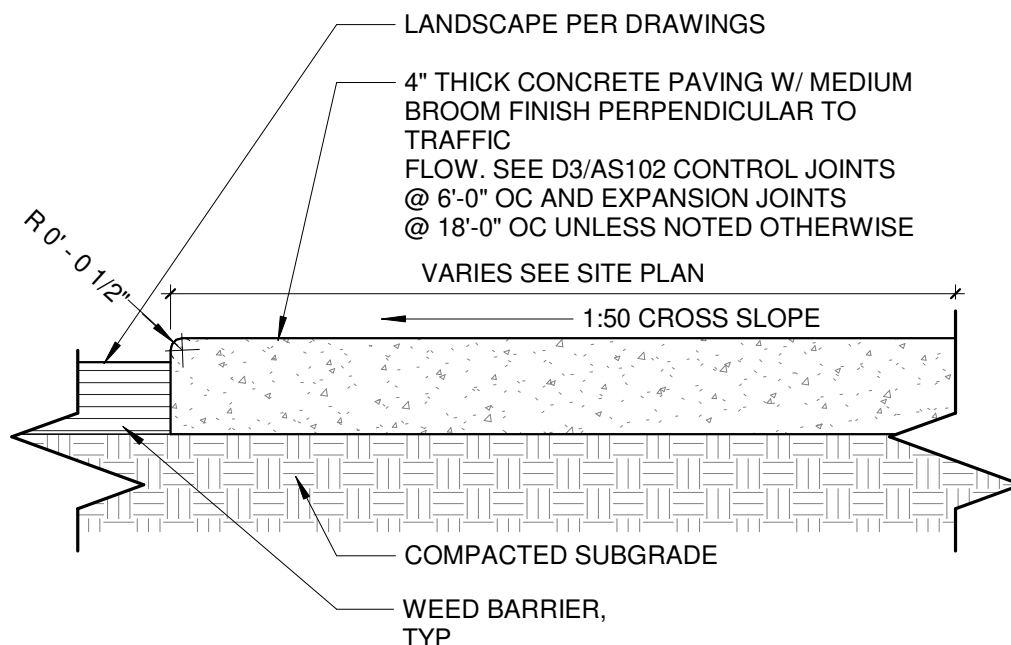 LANDSCAPE PER DRAWINGS
4" THICK CONCRETE PAVING W/ MEDIUM
BROOM FINISH PERPENDICULAR TO
TRAFFIC
FLOW. SEE D3/AS102 CONTROL JOINTS
@ 6'-0" OC AND EXPANSION JOINTS
@ 18'-0" OC UNLESS NOTED OTHERWISE
R 0' - 0 1/2"
VARIES SEE SITE PLAN
1:50 CROSS SLOPE
COMPACTED SUBGRADE
WEED BARRIER,
TYP